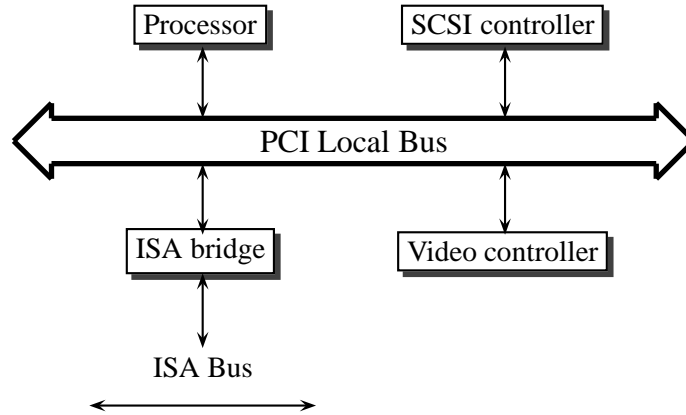 Processor
SCSI controller
PCI Local Bus
ISA bridge
Video controller
ISA Bus